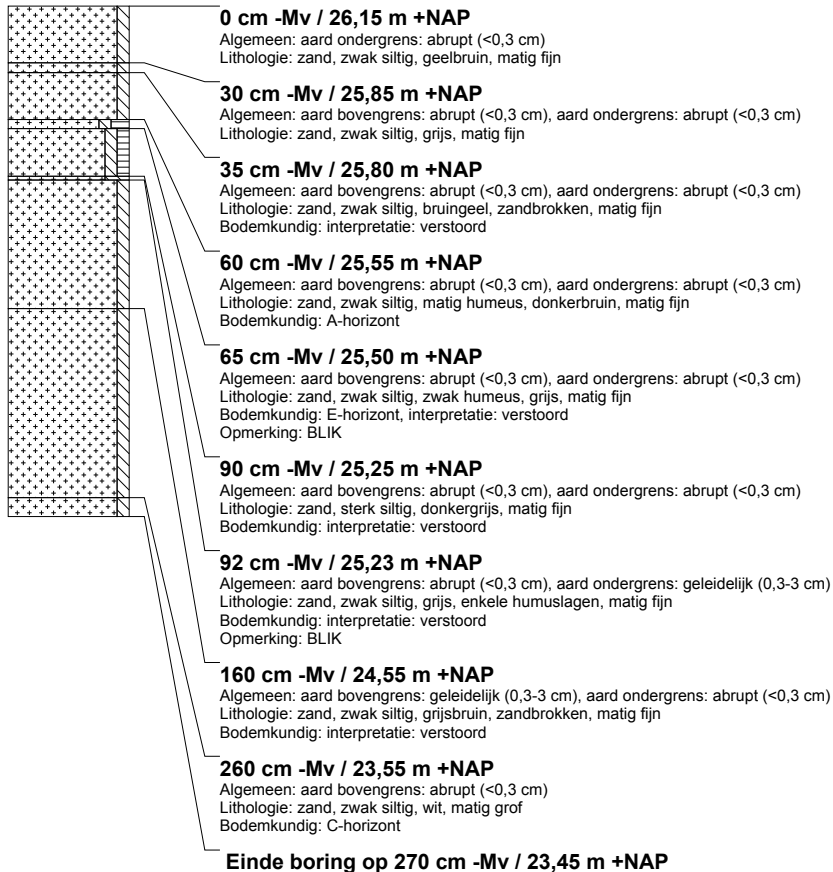 0 cm -Mv / 26,15 m +NAP
Algemeen: aard ondergrens: abrupt (<0,3 cm)
Lithologie: zand, zwak siltig, geelbruin, matig fijn
30 cm -Mv / 25,85 m +NAP
Algemeen: aard bovengrens: abrupt (<0,3 cm), aard ondergrens: abrupt (<0,3 cm)
Lithologie: zand, zwak siltig, grijs, matig fijn
35 cm -Mv / 25,80 m +NAP
Algemeen: aard bovengrens: abrupt (<0,3 cm), aard ondergrens: abrupt (<0,3 cm)
Lithologie: zand, zwak siltig, bruingeel, zandbrokken, matig fijn
Bodemkundig: interpretatie: verstoord
60 cm -Mv / 25,55 m +NAP
Algemeen: aard bovengrens: abrupt (<0,3 cm), aard ondergrens: abrupt (<0,3 cm)
Lithologie: zand, zwak siltig, matig humeus, donkerbruin, matig fijn
Bodemkundig: A-horizont
65 cm -Mv / 25,50 m +NAP
Algemeen: aard bovengrens: abrupt (<0,3 cm), aard ondergrens: abrupt (<0,3 cm)
Lithologie: zand, zwak siltig, zwak humeus, grijs, matig fijn
Bodemkundig: E-horizont, interpretatie: verstoord
Opmerking: BLIK
90 cm -Mv / 25,25 m +NAP
Algemeen: aard bovengrens: abrupt (<0,3 cm), aard ondergrens: abrupt (<0,3 cm)
Lithologie: zand, sterk siltig, donkergrijs, matig fijn
Bodemkundig: interpretatie: verstoord
92 cm -Mv / 25,23 m +NAP
Algemeen: aard bovengrens: abrupt (<0,3 cm), aard ondergrens: geleidelijk (0,3-3 cm)
Lithologie: zand, zwak siltig, grijs, enkele humuslagen, matig fijn
Bodemkundig: interpretatie: verstoord
Opmerking: BLIK
160 cm -Mv / 24,55 m +NAP
Algemeen: aard bovengrens: geleidelijk (0,3-3 cm), aard ondergrens: abrupt (<0,3 cm)
Lithologie: zand, zwak siltig, grijsbruin, zandbrokken, matig fijn
Bodemkundig: interpretatie: verstoord
260 cm -Mv / 23,55 m +NAP
Algemeen: aard bovengrens: abrupt (<0,3 cm)
Lithologie: zand, zwak siltig, wit, matig grof
Bodemkundig: C-horizont
Einde boring op 270 cm -Mv / 23,45 m +NAP